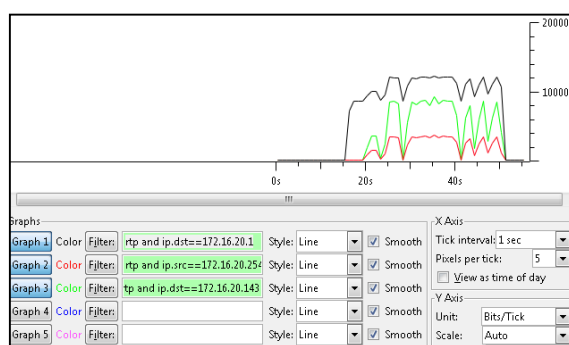 20000
10000
0s 20s 40s
Graphs
Graph 1 Color Filter: rtp and ip.dst==172.16.20.1 Style: Line Smooth
Graph 2 Color Filter: rtp and ip.src==172.16.20.254 Style: Line Smooth
Graph 3 Color Filter: tp and ip.dst==172.16.20.143 Style: Line Smooth
Graph 4 Color Filter: Style: Line Smooth
Graph 5 Color Filter: Style: Line Smooth
X Axis
Tick interval: 1 sec
Pixels per tick: 5
View as time of day
Y Axis
Unit: Bits/Tick
Scale: Auto